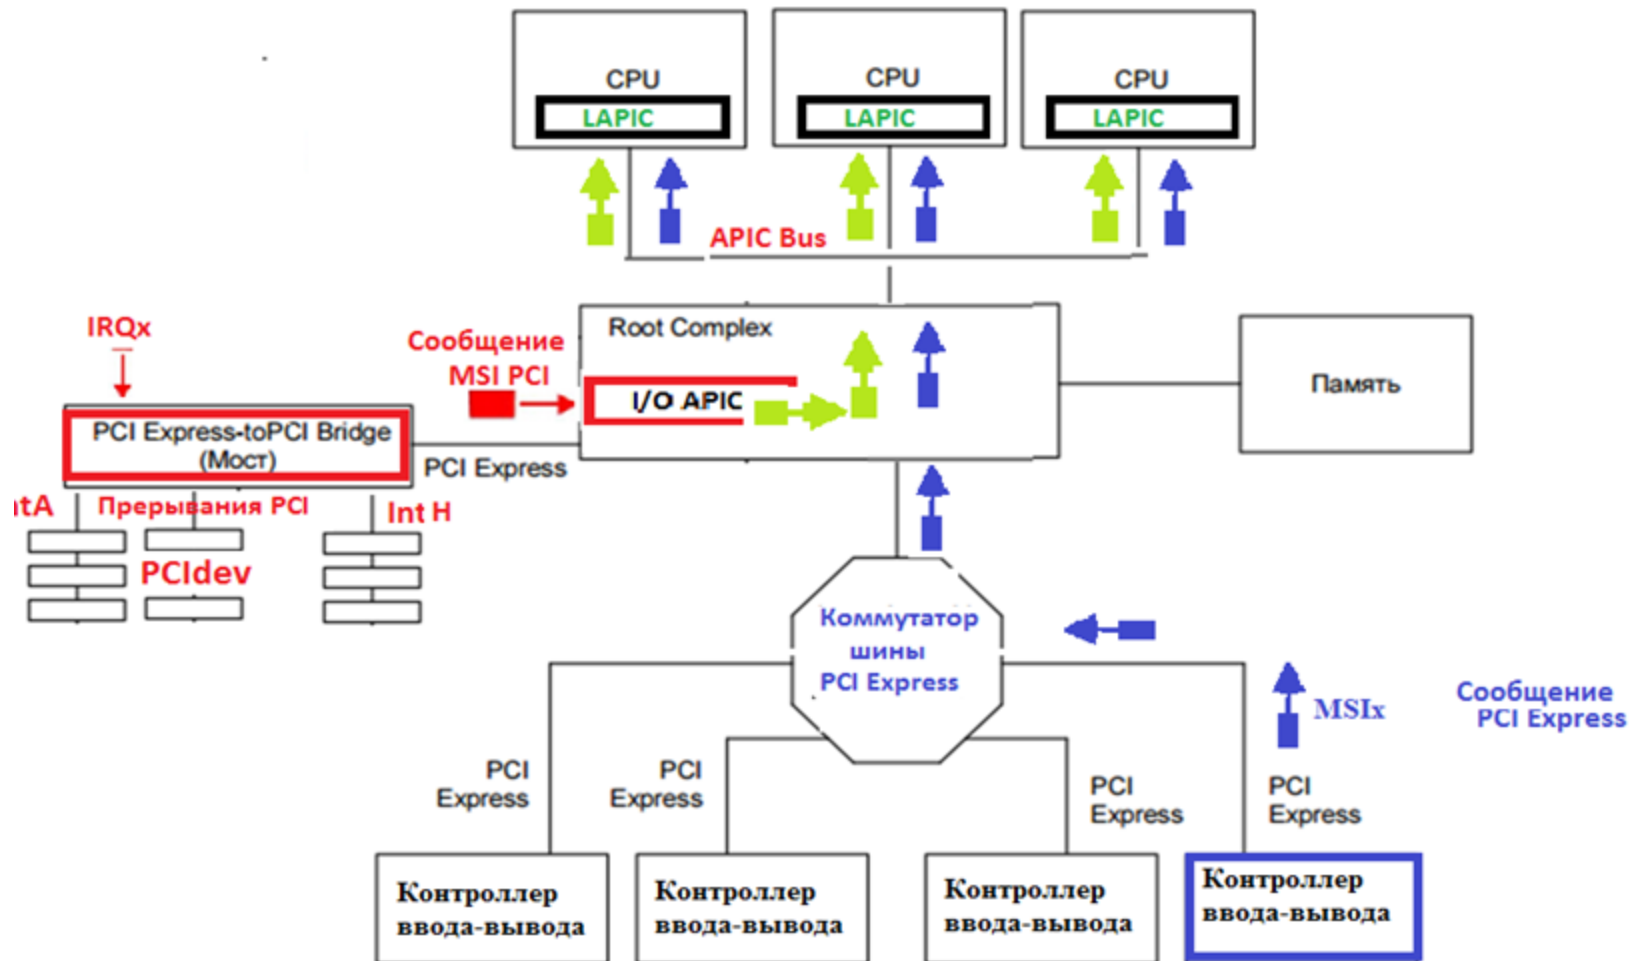 CPU
LAPIC
CPU
LAPIC
CPU
LAPIC
APIC Bus
IRQx
Сообщение
MSI PCI
Root Complex
I/O APIC
Память
PCI Express-toPCI Bridge
(Мост)
PCI Express
ıtA
Прерывания PCI
Int H
PCIdev
Коммутатор
шины
PCI Express
MSIx
Сообщение
PCI Express
PCI
Express
PCI
Express
PCI
Express
PCI
Express
Контроллер
ввода-вывода
Контроллер
ввода-вывода
Контроллер
ввода-вывода
Контроллер
ввода-вывода